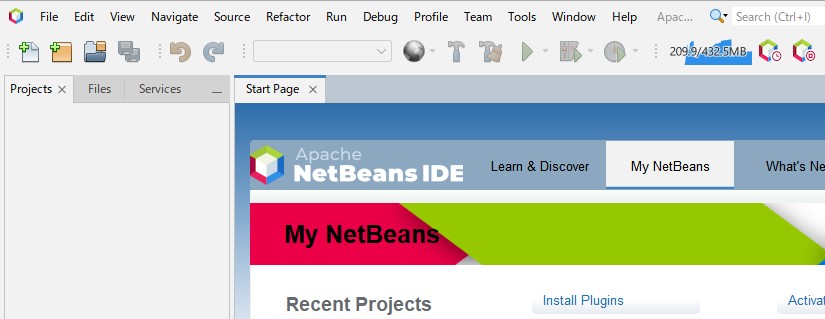 File Edit View Navigate Source Refactor Run Debug Profile Team Tools Window Help Apac... Search (Ctrl+I)
209.9/432.5MB
Projects Files Services Start Page
Apache
NetBeans IDE Learn & Discover My NetBeans What's Ne
My NetBeans
Recent Projects Install Plugins Activat